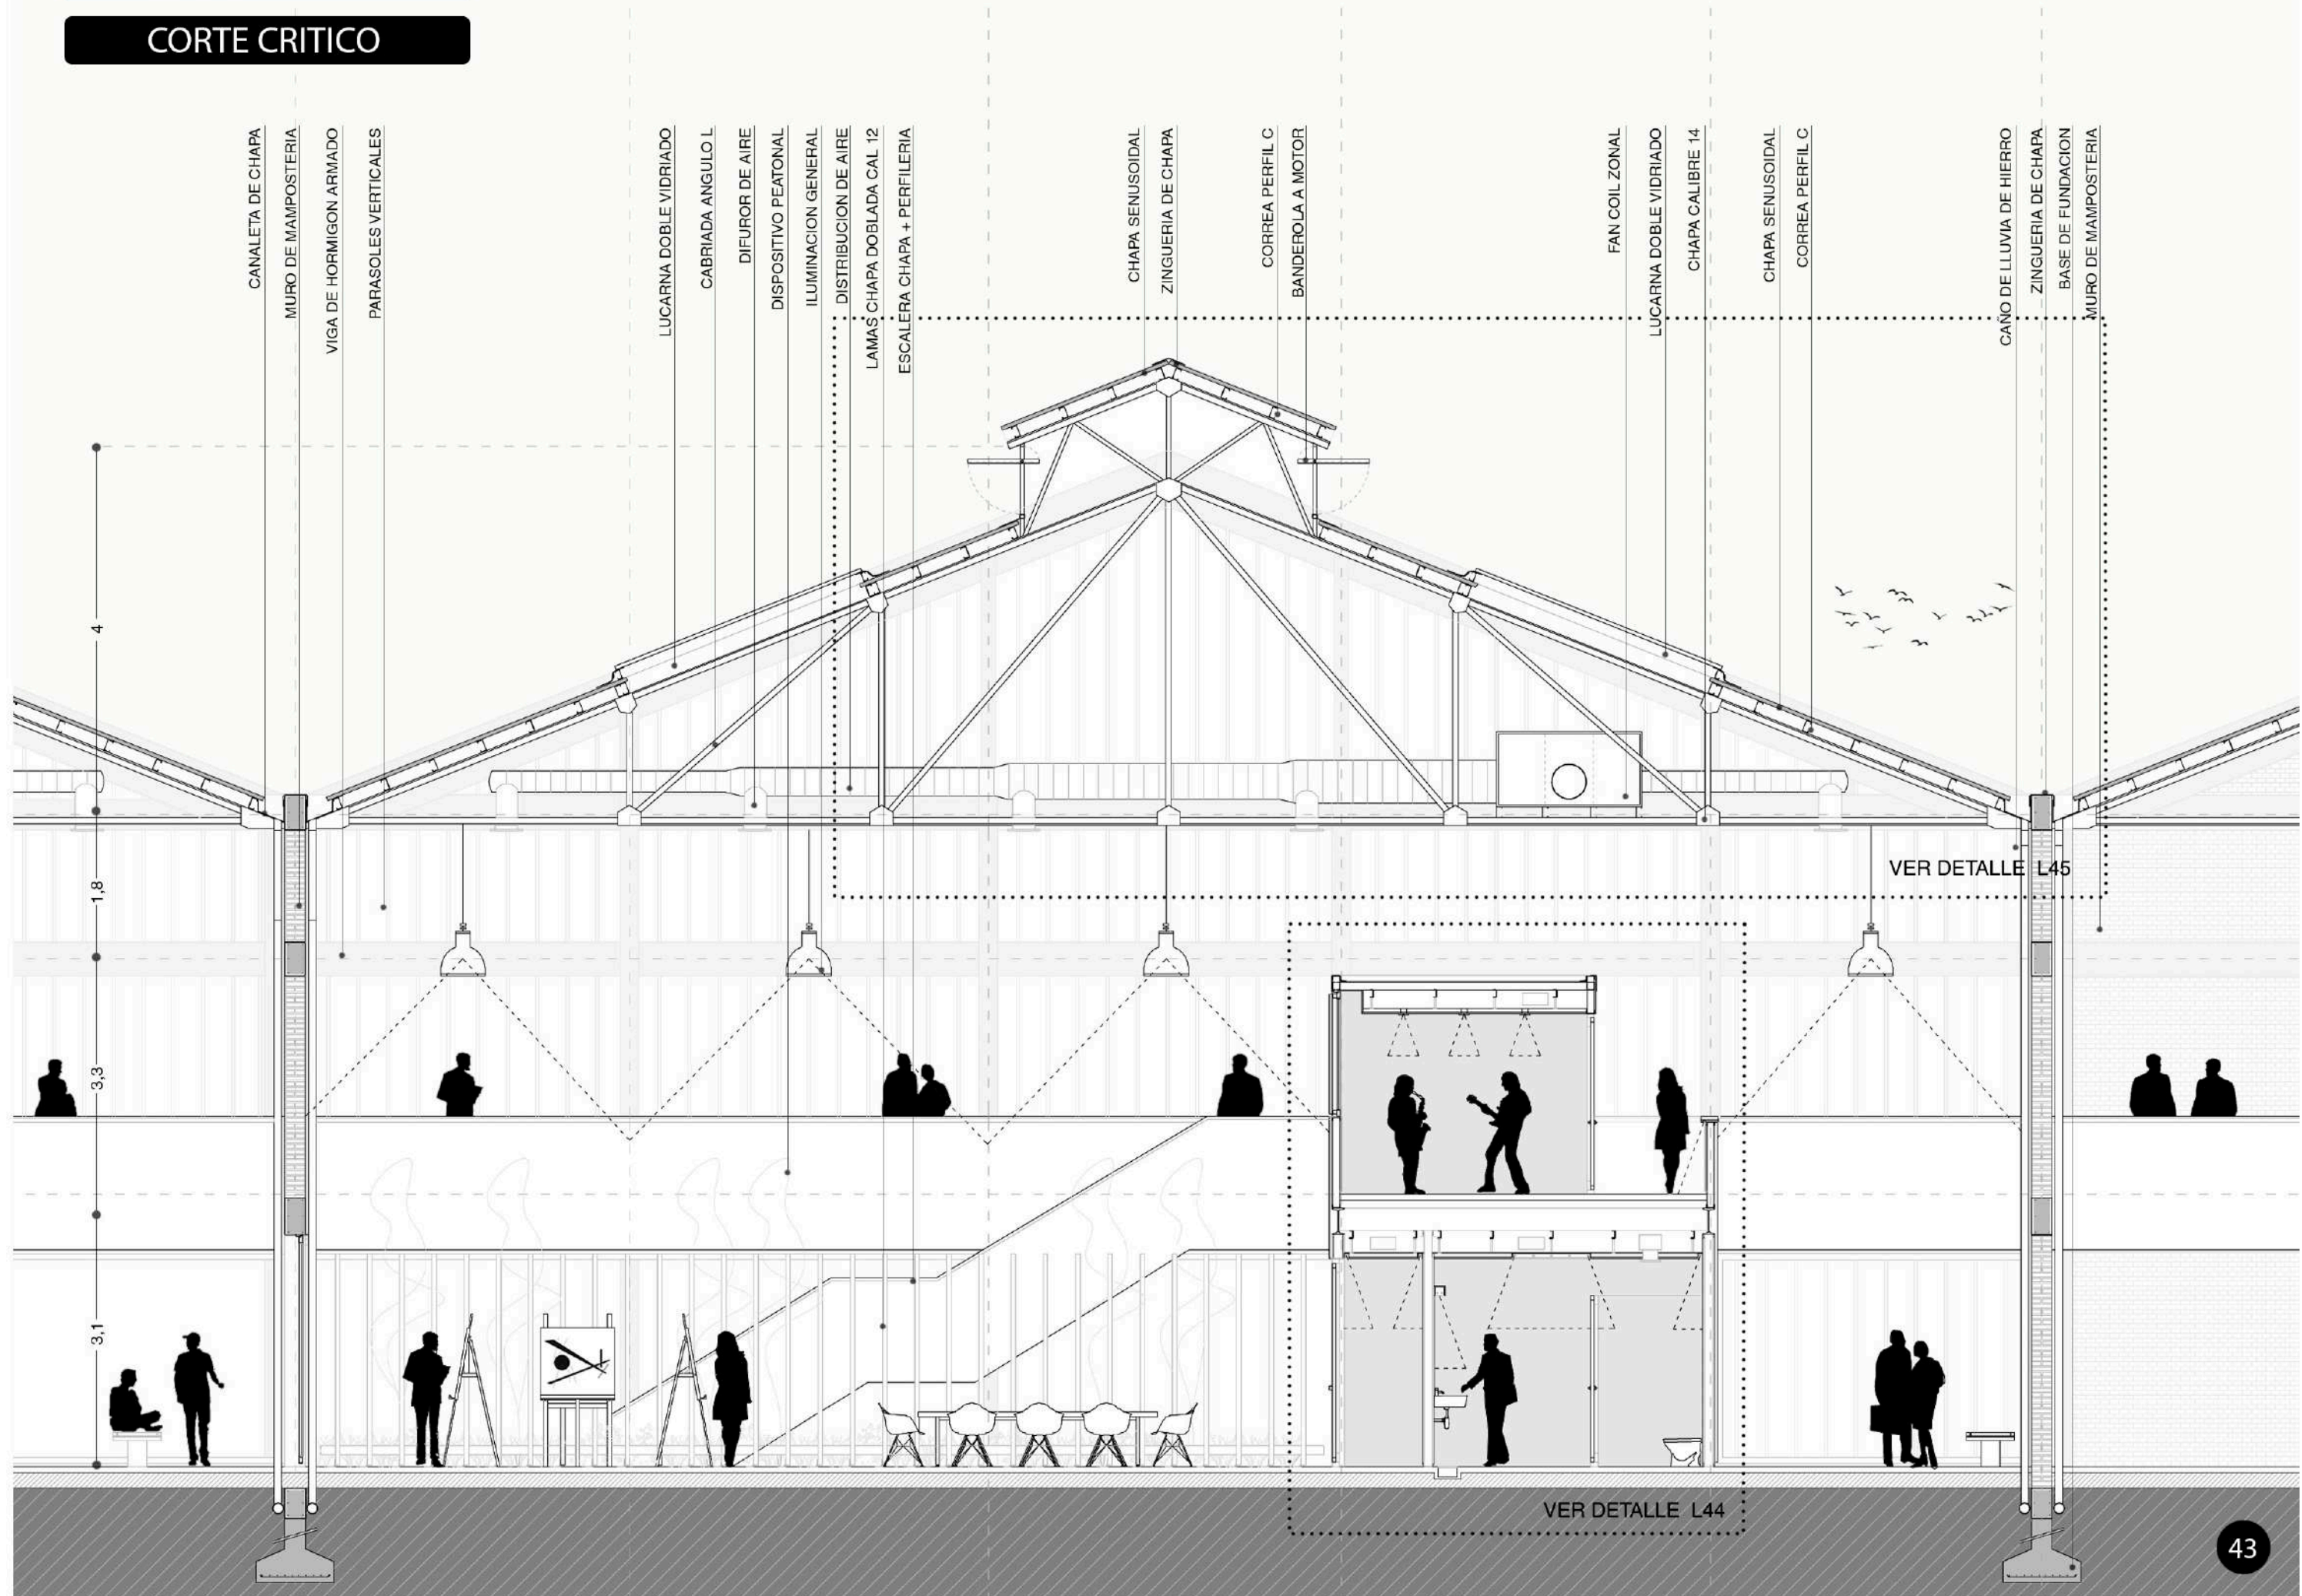 CORTE CRITICO
CANALETA DE CHAPA
MURO DE MAMPOSTERIA
VIGA DE HORMIGON ARMADO
PARASOLES VERTICALES
LUCARNA DOBLE VIDRIADO
CABRIADA ANGULO L
DIFUROR DE AIRE
DISPOSITIVO PEATONAL
ILUMINACION GENERAL
DISTRIBUCION DE AIRE
LAMAS CHAPA DOBLADA CAL 12
ESCALERA CHAPA + PERFILERIA
CHAPA SENUSOIDAL
ZINGUERIA DE CHAPA
CORREA PERFIL C
BANDEROLA A MOTOR
FAN COIL ZONAL
LUCARNA DOBLE VIDRIADO
CHAPA CALIBRE 14
CHAPA SENUSOIDAL
CORREA PERFIL C
CAÑO DE LLUVIA DE HIERRO
ZINGUERIA DE CHAPA
BASE DE FUNDACION
MURO DE MAMPOSTERIA
4
1,8
3,3
3,1
VER DETALLE L45
VER DETALLE L44
43